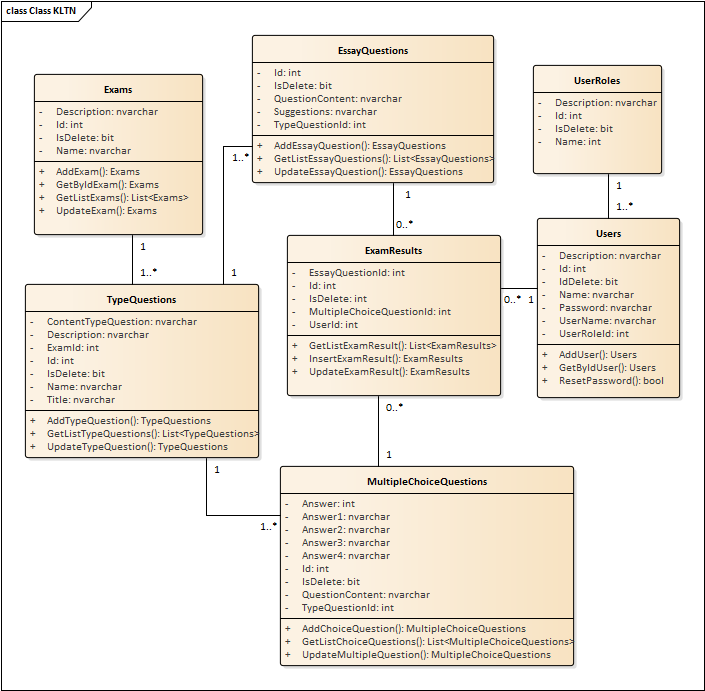 class Class KLTN
Exams
- Description: nvarchar
- Id: int
- IsDelete: bit
- Name: nvarchar
+ AddExam(): Exams
+ GetByIdExam(): Exams
+ GetListExams(): List<Exams>
+ UpdateExam(): Exams
EssayQuestions
- Id: int
- IsDelete: bit
- QuestionContent: nvarchar
- Suggestions: nvarchar
- TypeQuestionId: int
+ AddEssayQuestion(): EssayQuestions
+ GetListEssayQuestions(): List<EssayQuestions>
+ UpdateEssayQuestion(): EssayQuestions
UserRoles
- Description: nvarchar
- Id: int
- IsDelete: bit
- Name: int
1..*
1
1
0..*
1
1..*
1
1..*
TypeQuestions
- ContentTypeQuestion: nvarchar
- Description: nvarchar
- ExamId: int
- Id: int
- IsDelete: bit
- Name: nvarchar
- Title: nvarchar
+ AddTypeQuestion(): TypeQuestions
+ GetListTypeQuestions(): List<TypeQuestions>
+ UpdateTypeQuestion(): TypeQuestions
ExamResults
- EssayQuestionId: int
- Id: int
- IsDelete: int
- MultipleChoiceQuestionId: int
- UserId: int
+ GetListExamResult(): List<ExamResults>
+ InsertExamResult(): ExamResults
+ UpdateExamResult(): ExamResults
0..* 1
Users
- Description: nvarchar
- Id: int
- IdDelete: bit
- Name: nvarchar
- Password: nvarchar
- UserName: nvarchar
- UserRoleId: int
+ AddUser(): Users
+ GetByIdUser(): Users
+ ResetPassword(): bool
0..*
1
1
1..*
MultipleChoiceQuestions
- Answer: int
- Answer1: nvarchar
- Answer2: nvarchar
- Answer3: nvarchar
- Answer4: nvarchar
- Id: int
- IsDelete: bit
- QuestionContent: nvarchar
- TypeQuestionId: int
+ AddChoiceQuestion(): MultipleChoiceQuestions
+ GetListChoiceQuestions(): List<MultipleChoiceQuestions>
+ UpdateMultipleQuestion(): MultipleChoiceQuestions